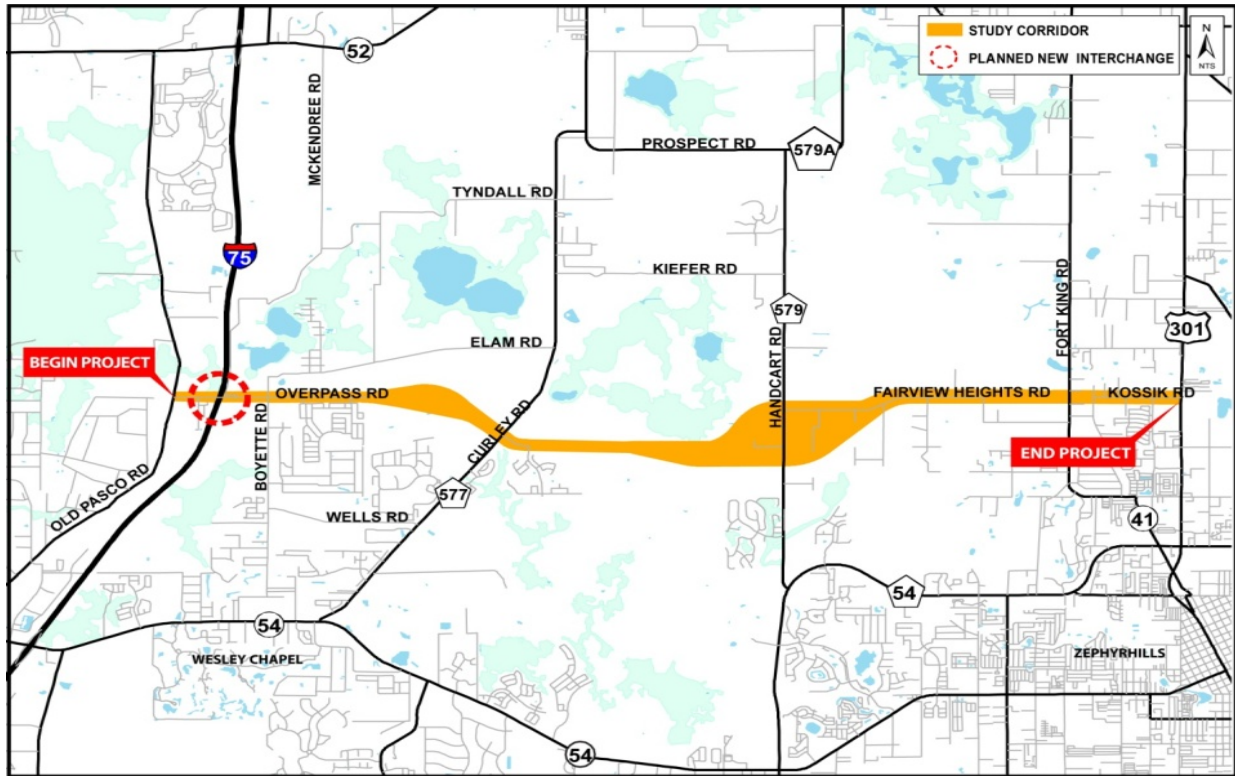 STUDY CORRIDOR
PLANNED NEW INTERCHANGE
N
NTS
52
MCKENDREE RD
PROSPECT RD
579A
TYNDALL RD
75
KIEFER RD
579
HANDCART RD
FORT KING RD
301
ELAM RD
BEGIN PROJECT
OVERPASS RD
FAIRVIEW HEIGHTS RD
KOSSIK RD
BOYETTE RD
CURLEY RD
END PROJECT
OLD PASCO RD
577
WELLS RD
41
54
54
WESLEY CHAPEL
ZEPHYRHILLS
54